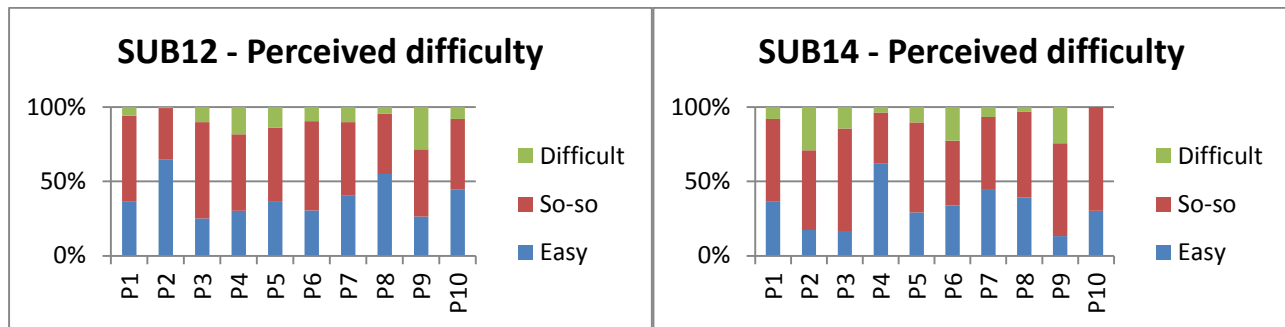 SUB12 - Perceived difficulty
100%
50%
0%
P1 P2 P3 P4 P5 P6 P7 P8 P9 P10
Difficult
So-so
Easy
SUB14 - Perceived difficulty
100%
50%
0%
P1 P2 P3 P4 P5 P6 P7 P8 P9 P10
Difficult
So-so
Easy